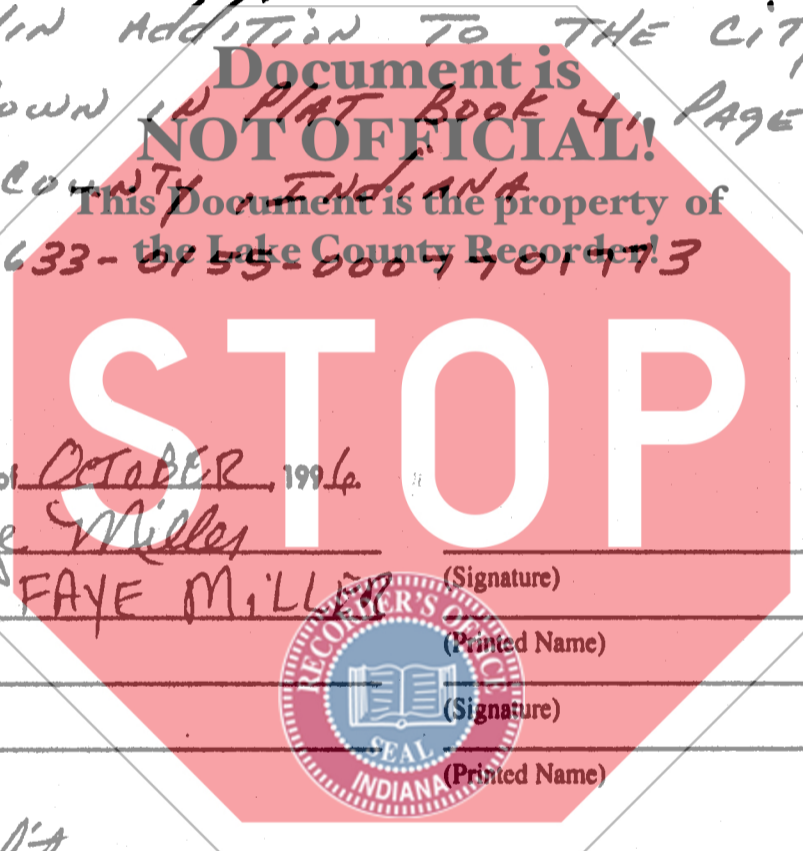 IN ADDITION TO THE CIT
OWN IN PLAT BOOK 4, PAGE
COUNTY, INDIANA
Document is
NOT OFFICIAL!
This Document is the property of
the Lake County Recorder!
STOP
of OCTOBER, 1996.
Miller
FAYE MILLER
(Signature)
(Printed Name)
(Signature)
(Printed Name)
RECORDER'S OFFICE
SEAL
INDIANA